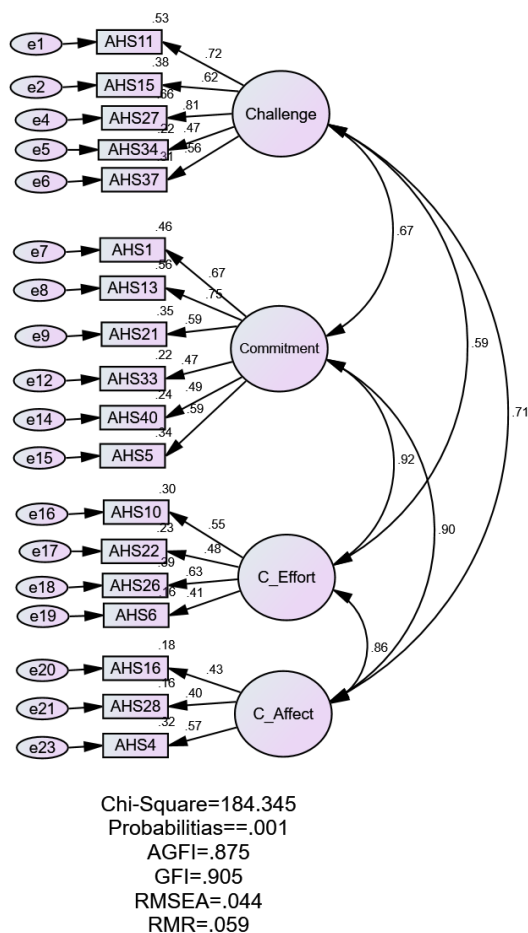 .53
e1 AHS11 .72
.38
e2 AHS15 .62
.66
e4 AHS27 .81
Challenge
.22
e5 AHS34 .47
.31
e6 AHS37 .56
.67
.46
e7 AHS1 .67
.56
e8 AHS13 .75
.35
e9 AHS21 .59
Commitment
.59
.22
e12 AHS33 .47
.24
e14 AHS40 .49
.71
.34
e15 AHS5 .59
.92
.30
e16 AHS10 .55
.90
.23
e17 AHS22 .48
C_Effort
.39
e18 AHS26 .63
.16
e19 AHS6 .41
.86
.18
e20 AHS16 .43
.16
e21 AHS28 .40
C_Affect
.32
e23 AHS4 .57
Chi-Square=184.345
Probabilitias==.001
AGFI=.875
GFI=.905
RMSEA=.044
RMR=.059